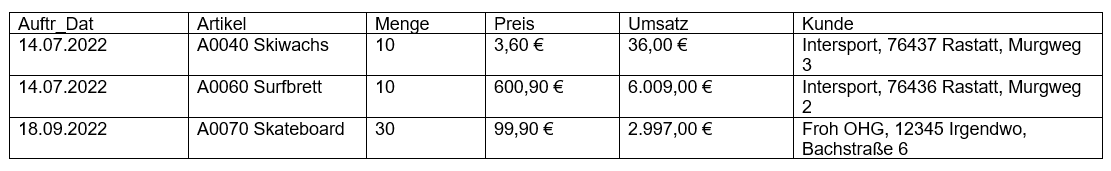 Auftr_Dat Artikel Menge Preis Umsatz Kunde
14.07.2022 A0040 Skiwachs 10 3,60 € 36,00 € Intersport, 76437 Rastatt, Murgweg
3
14.07.2022 A0060 Surfbrett 10 600,90 € 6.009,00 € Intersport, 76436 Rastatt, Murgweg
2
18.09.2022 A0070 Skateboard 30 99,90 € 2.997,00 € Froh OHG, 12345 Irgendwo,
Bachstraße 6